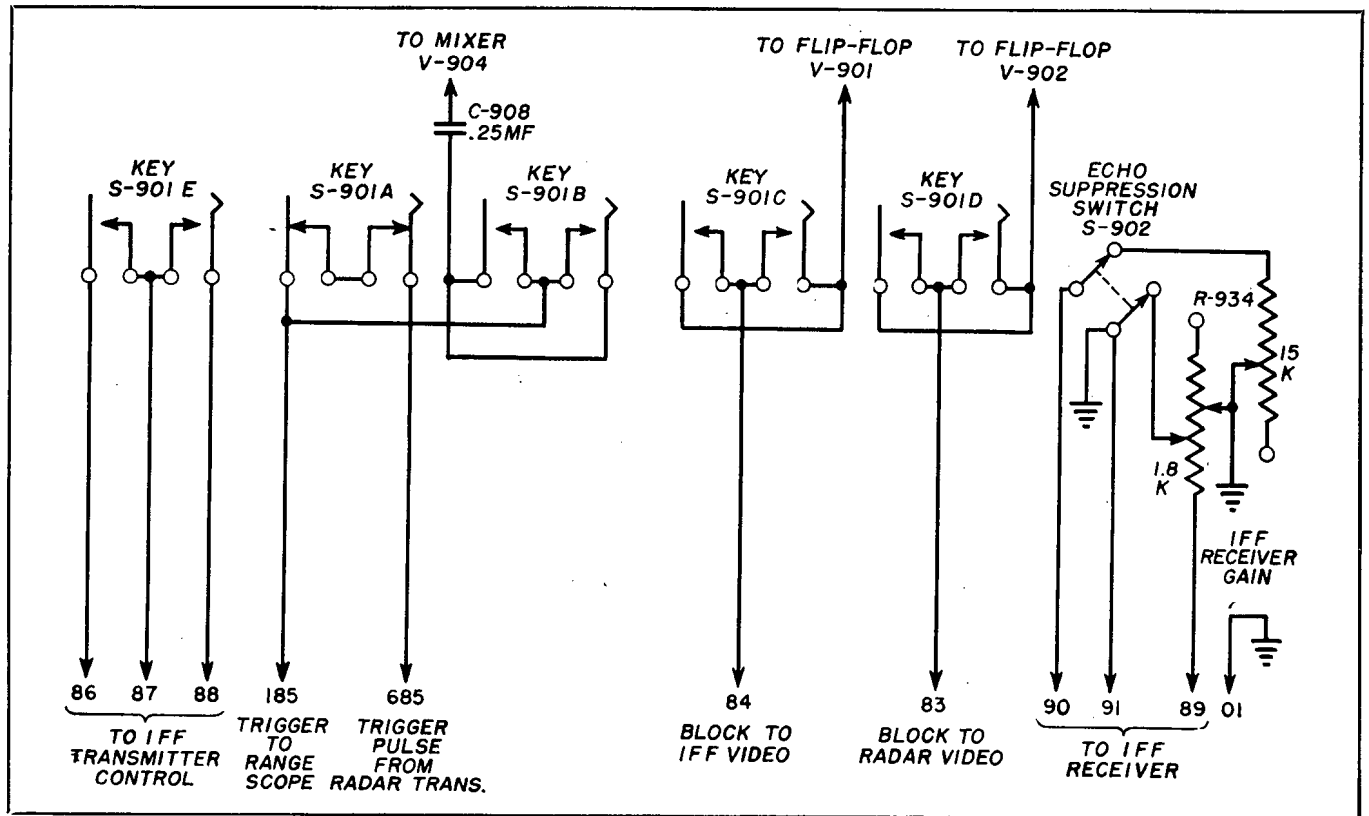 TO MIXER
V-904
C-908
.25MF
TO FLIP-FLOP
V-901
TO FLIP-FLOP
V-902
KEY
S-901 E
KEY
S-901A
KEY
S-901B
KEY
S-901C
KEY
S-901D
ECHO
SUPPRESSION
SWITCH
S-902
R-934
15
K
1.8
K
IFF
RECEIVER
GAIN
86
87
88
TO IFF
TRANSMITTER
CONTROL
185
TRIGGER
TO
RANGE
SCOPE
685
TRIGGER
PULSE
FROM
RADAR TRANS.
84
BLOCK TO
IFF VIDEO
83
BLOCK TO
RADAR VIDEO
90
91
89
01
TO IFF
RECEIVER